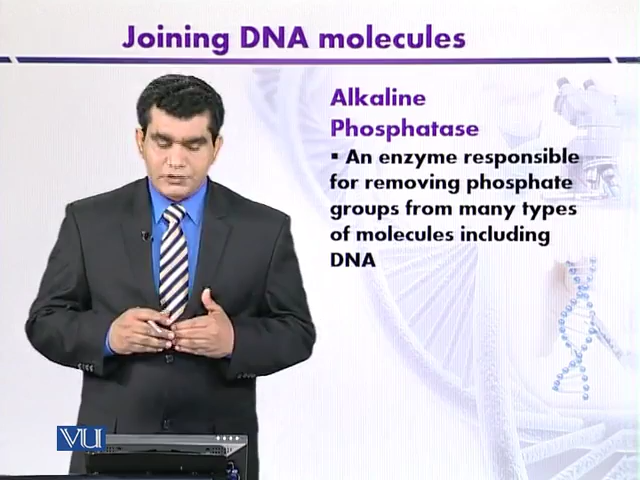 Joining DNA molecules
Alkaline
Phosphatase
▪ An enzyme responsible
for removing phosphate
groups from many types
of molecules including
DNA
VU